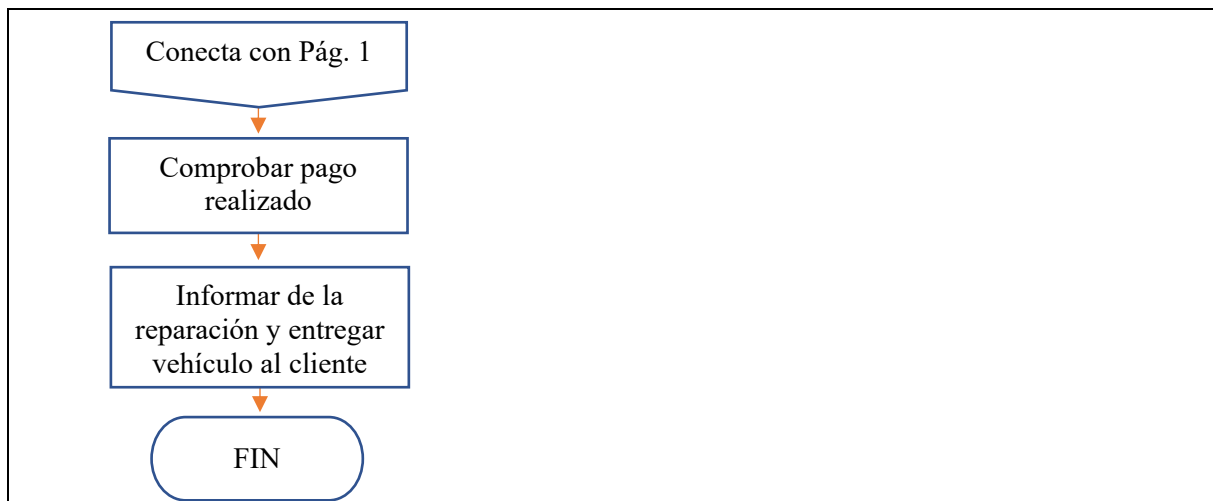 Conecta con Pág. 1
Comprobar pago
realizado
Informar de la
reparación y entregar
vehículo al cliente
FIN